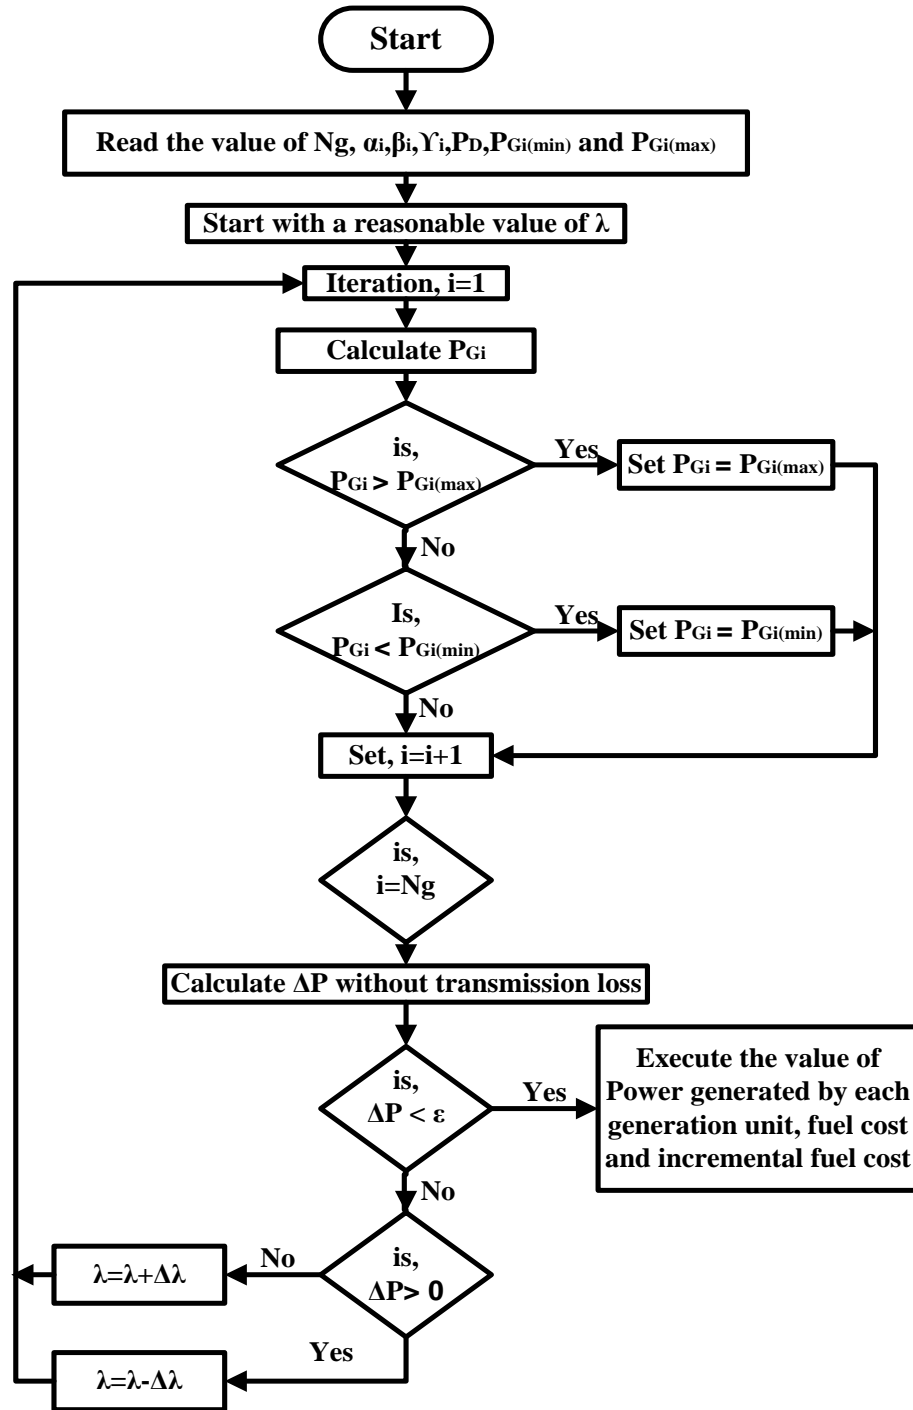 Start
Read the value of Ng, αi,βi,ϒi,PD,PGi(min) and PGi(max)
Start with a reasonable value of λ
Iteration, i=1
Calculate PGi
is,
PGi > PGi(max)
Yes
Set PGi = PGi(max)
No
Is,
PGi < PGi(min)
Yes
Set PGi = PGi(min)
No
Set, i=i+1
is,
i=Ng
Calculate ΔP without transmission loss
is,
ΔP < ε
Yes
Execute the value of
Power generated by each
generation unit, fuel cost
and incremental fuel cost
No
is,
ΔP> 0
No
λ=λ+Δλ
Yes
λ=λ-Δλ